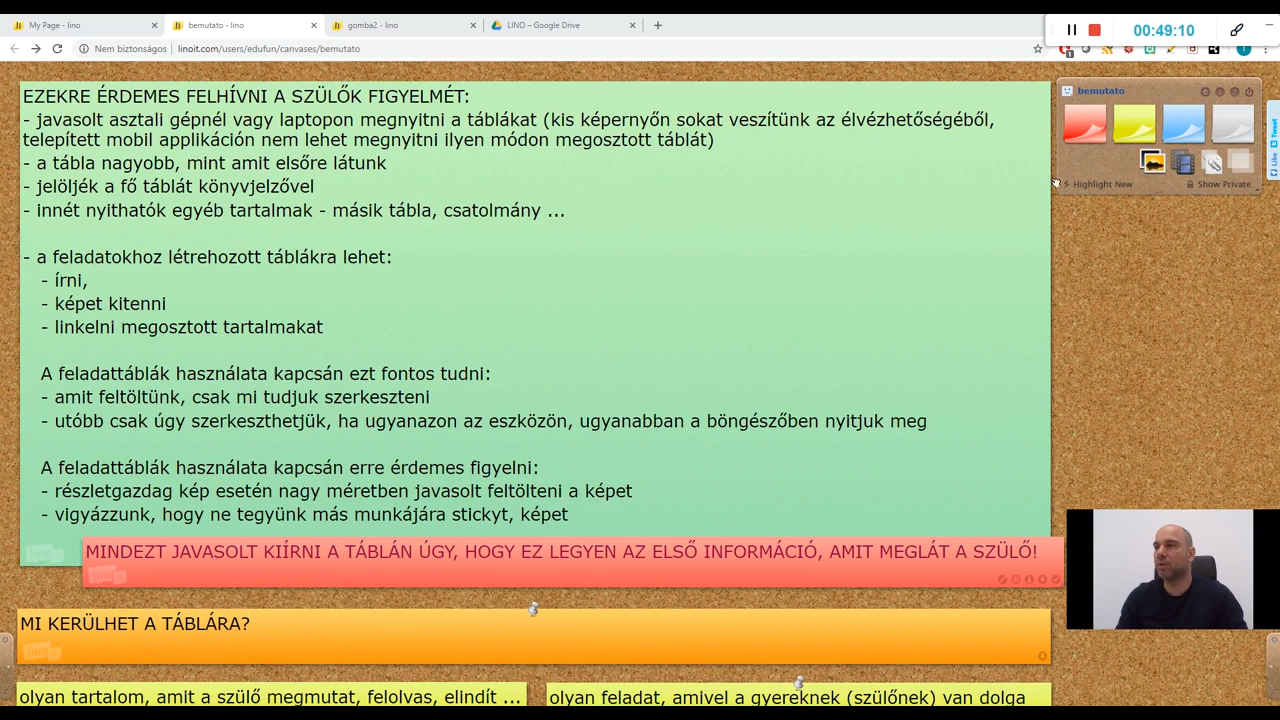 My Page - lino
bemutato - lino
gomba2 - lino
LINO – Google Drive
00:49:10
Nem biztonságos
linoit.com/users/edufun/canvases/bemutato
EZEKRE ÉRDEMES FELHÍVNI A SZÜLŐK FIGYELMÉT:
- javasolt asztali gépnél vagy laptopon megnyitni a táblákat (kis képernyőn sokat veszítünk az élvézhetőségéből,
telepített mobil applikáción nem lehet megnyitni ilyen módon megosztott táblát)
- a tábla nagyobb, mint amit elsőre látunk
- jelöljék a fő táblát könyvjelzővel
- innét nyithatók egyéb tartalmak - másik tábla, csatolmány ...
- a feladatokhoz létrehozott táblákra lehet:
- írni,
- képet kitenni
- linkelni megosztott tartalmakat
A feladattáblák használata kapcsán ezt fontos tudni:
- amit feltöltünk, csak mi tudjuk szerkeszteni
- utóbb csak úgy szerkeszthetjük, ha ugyanazon az eszközön, ugyanabban a böngészőben nyitjuk meg
A feladattáblák használata kapcsán erre érdemes figyelni:
- részletgazdag kép esetén nagy méretben javasolt feltölteni a képet
- vigyázzunk, hogy ne tegyünk más munkájára stickyt, képet
MINDEZT JAVASOLT KIÍRNI A TÁBLÁN ÚGY, HOGY EZ LEGYEN AZ ELSŐ INFORMÁCIÓ, AMIT MEGLÁT A SZÜLŐ!
MI KERÜLHET A TÁBLÁRA?
olyan tartalom, amit a szülő megmutat, felolvas, elindít ...
olyan feladat, amivel a gyereknek (szülőnek) van dolga
bemutato
Highlight New
Show Private
Tweet
Like